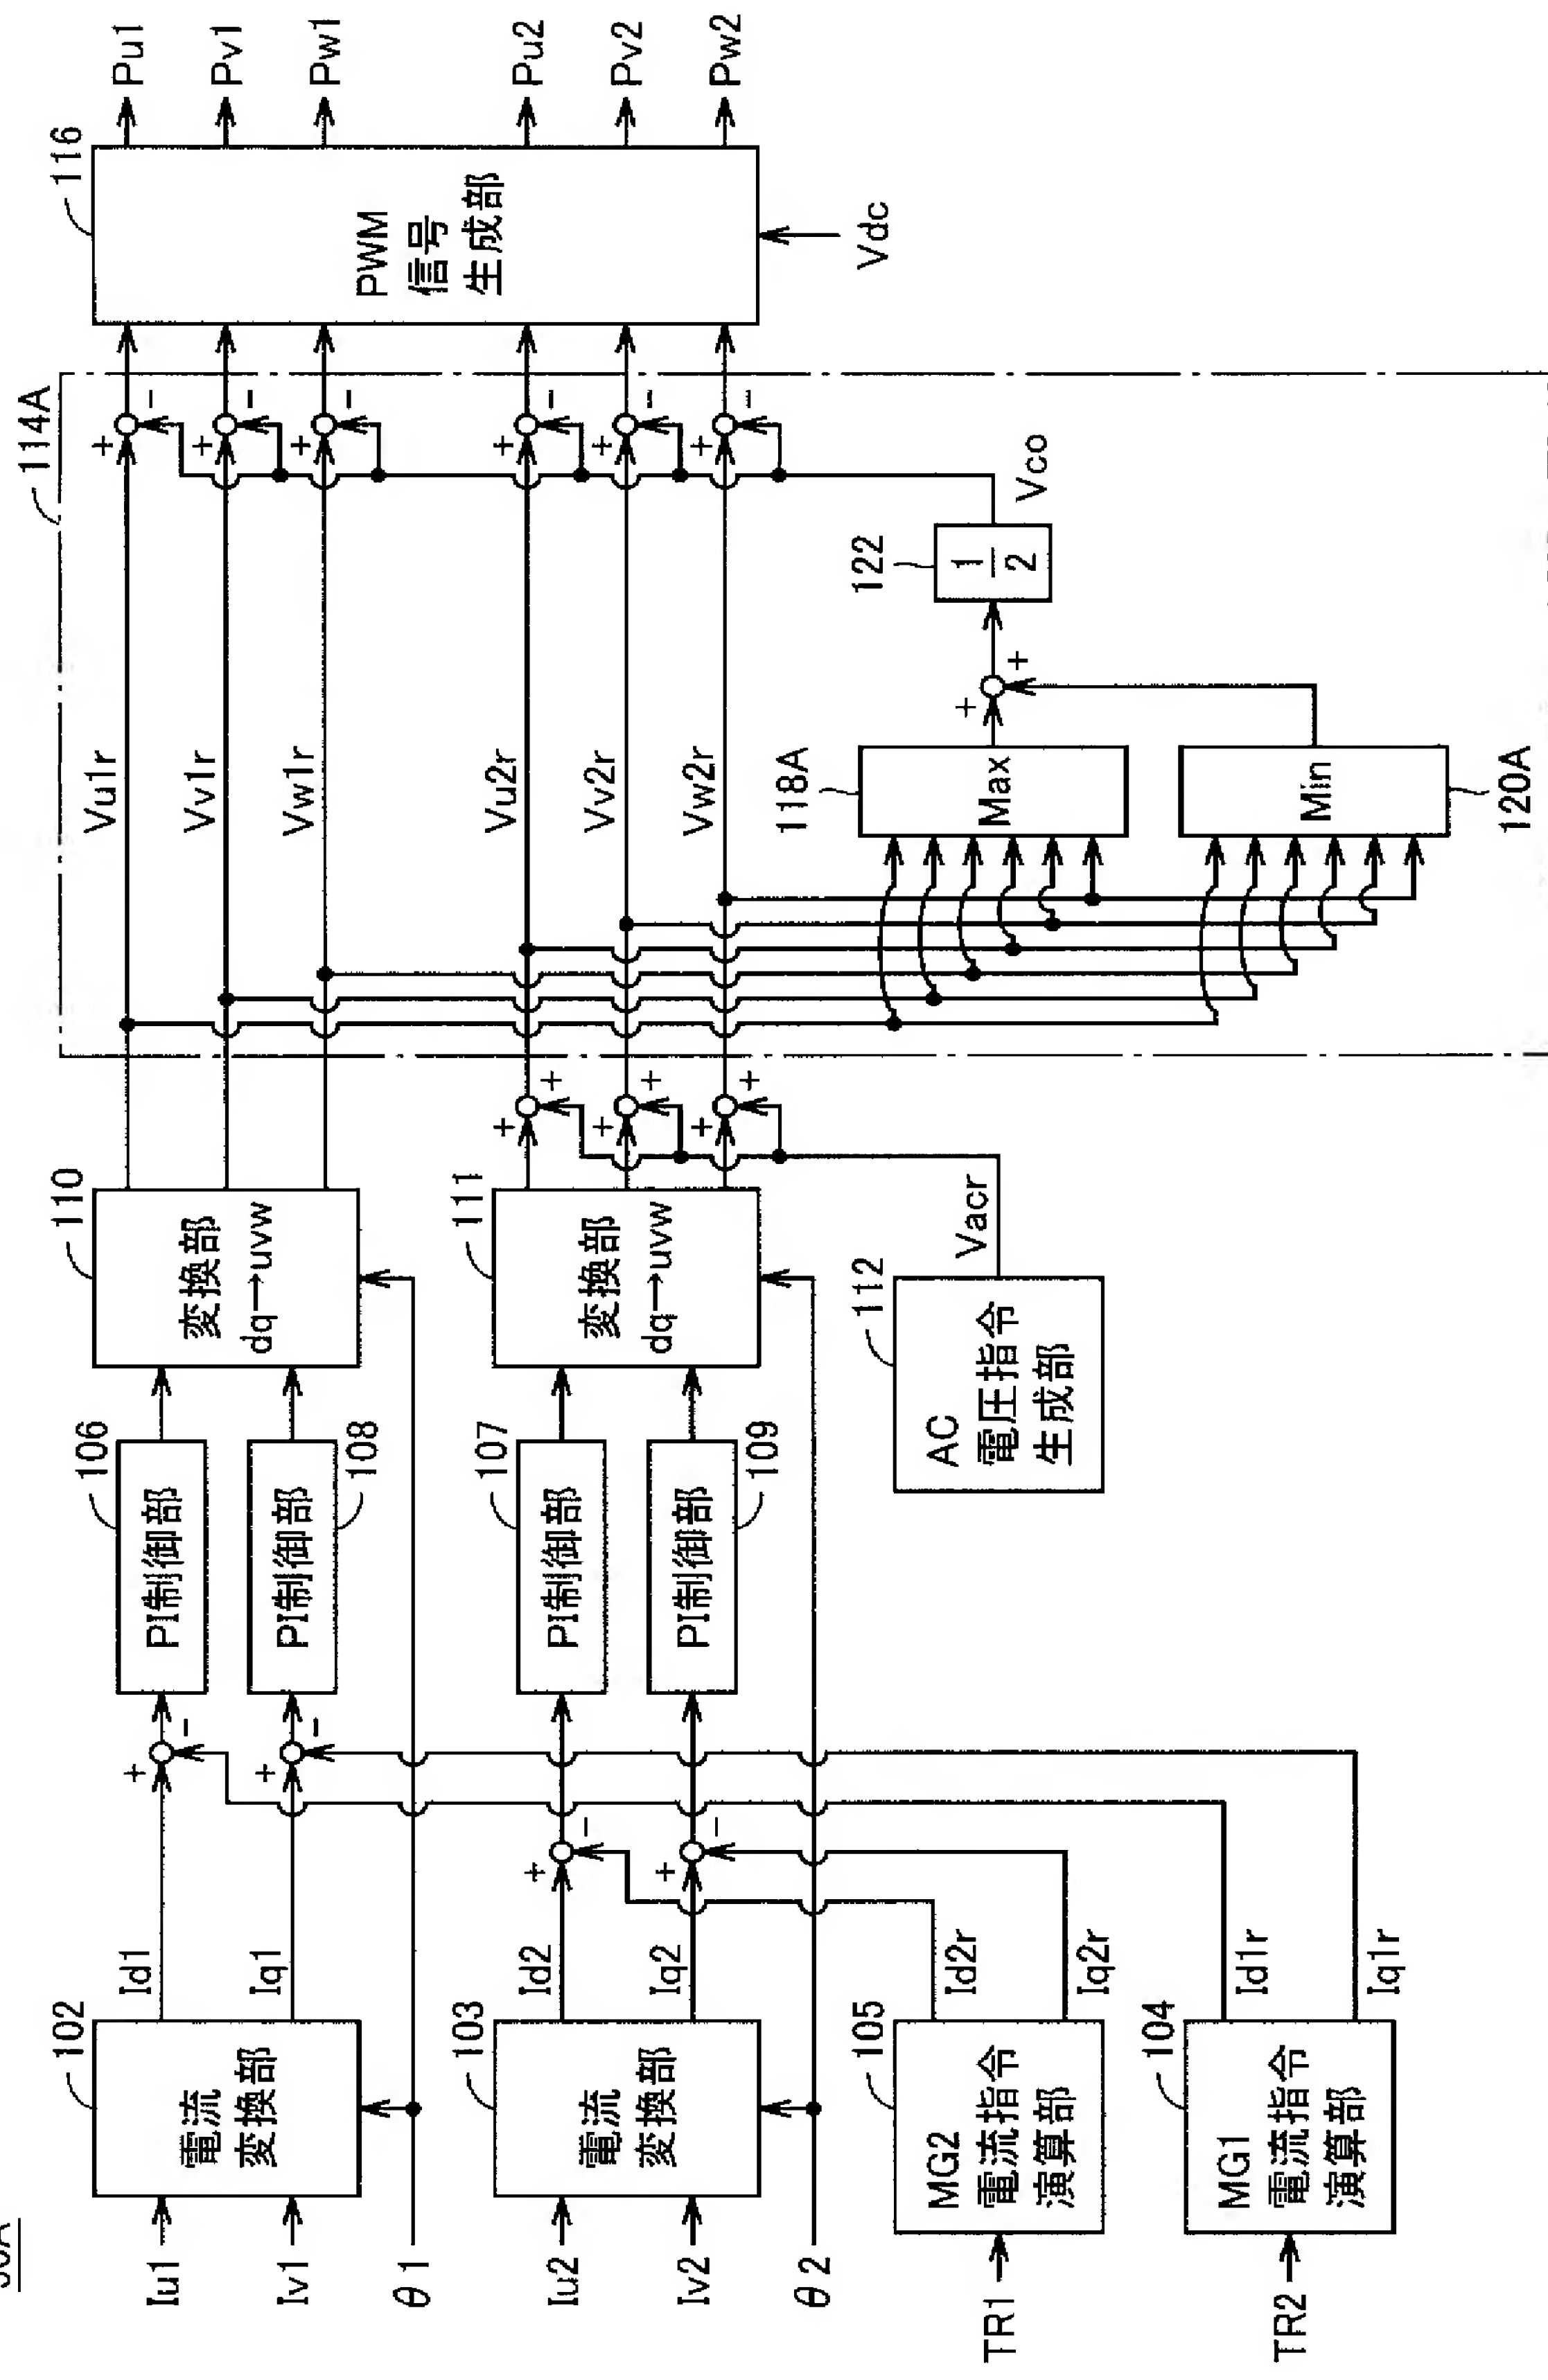 114A
116
110
106
102
Iu1
Iv1
θ1
電流
変換部
Id1
Iq1
+
-
+
-
PI制御部
PI制御部
108
変換部
dq→uvw
Vu1r
Vv1r
Vw1r
+
-
+
-
+
-
PWM
信号
生成部
Pu1
Pv1
Pw1
Pu2
Pv2
Pw2
Vdc
103
Iu2
Iv2
θ2
電流
変換部
Id2
Iq2
+
-
+
-
107
PI制御部
PI制御部
109
111
変換部
dq→uvw
+
+
+
+
+
+
Vu2r
Vv2r
Vw2r
+
-
+
-
+
-
105
TR1
MG2
電流指令
演算部
Id2r
Iq2r
112
AC
電圧指令
生成部
Vacr
118A
Max
+
+
122
1
2
Vco
104
TR2
MG1
電流指令
演算部
Id1r
Iq1r
Min
120A